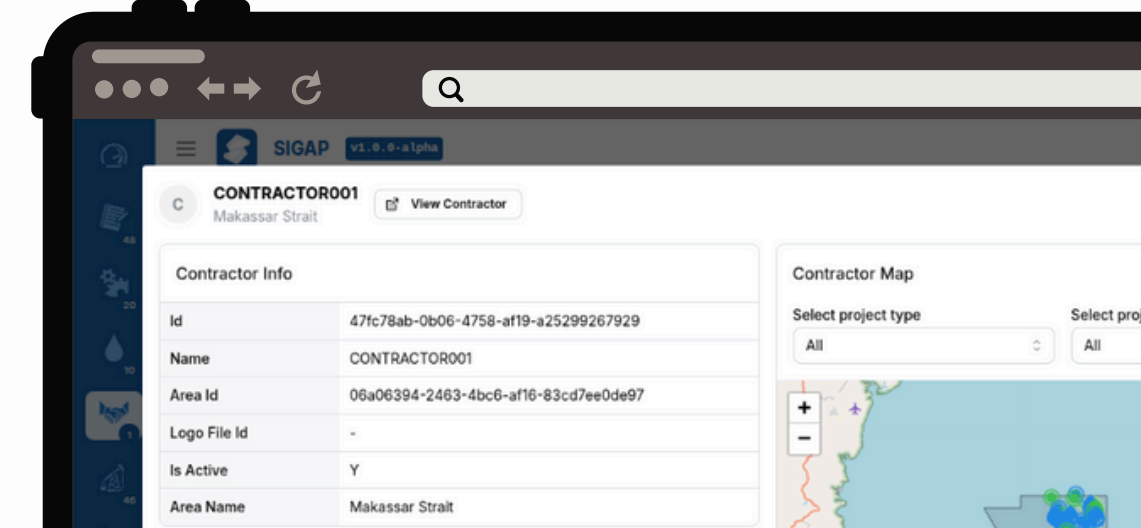 SIGAP v1.0.0-alpha
C
CONTRACTOR001
Makassar Strait
View Contractor
48
20
10
1
46
Contractor Info
Id 47fc78ab-0b06-4758-af19-a25299267929
Name CONTRACTOR001
Area Id 06a06394-2463-4bc6-af16-83cd7ee0de97
Logo File Id -
Is Active Y
Area Name Makassar Strait
Contractor Map
Select project type Select proj
All All
+
−